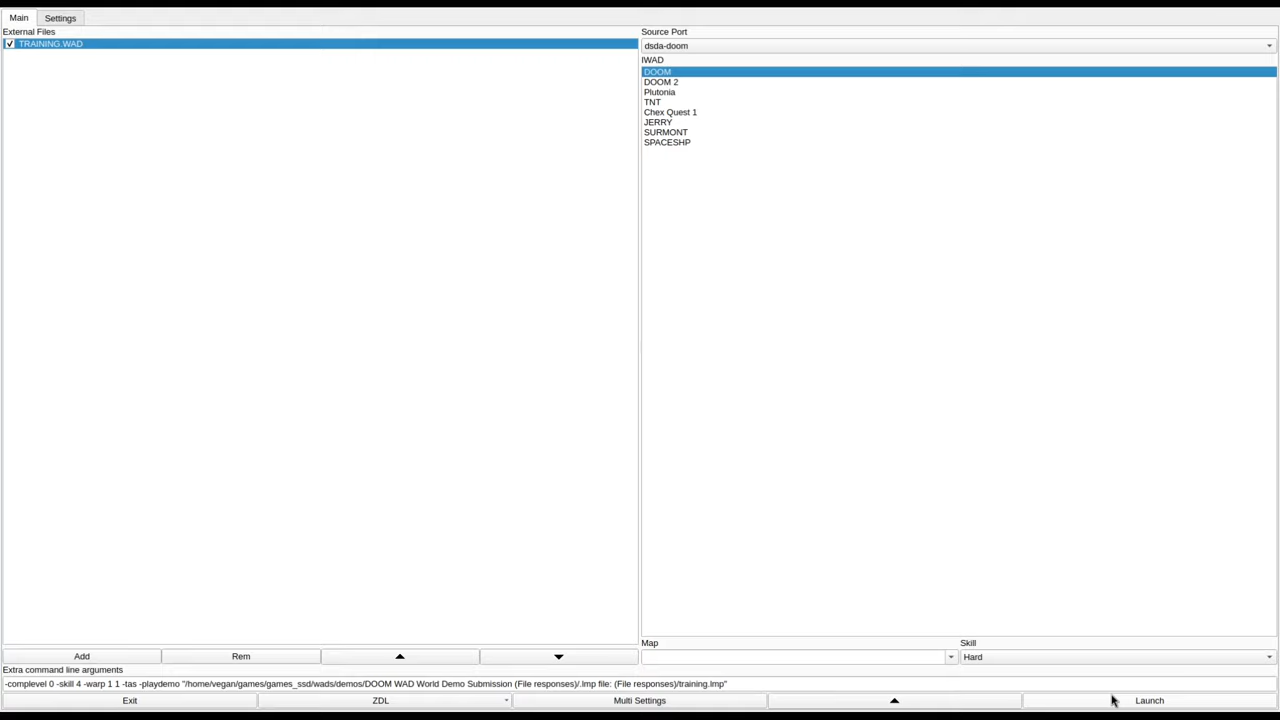 Main Settings
External Files
TRAINING.WAD
Source Port
dsda-doom
IWAD
DOOM
DOOM 2
Plutonia
TNT
Chex Quest 1
JERRY
SURMONT
SPACESHP
Map Skill
Hard
Add Rem
Extra command line arguments
-complevel 0 -skill 4 -warp 1 1 -tas -playdemo "/home/vegan/games/games_ssd/wads/demos/DOOM WAD World Demo Submission (File responses)/.lmp file: (File responses)/training.lmp"
Exit ZDL Multi Settings Launch